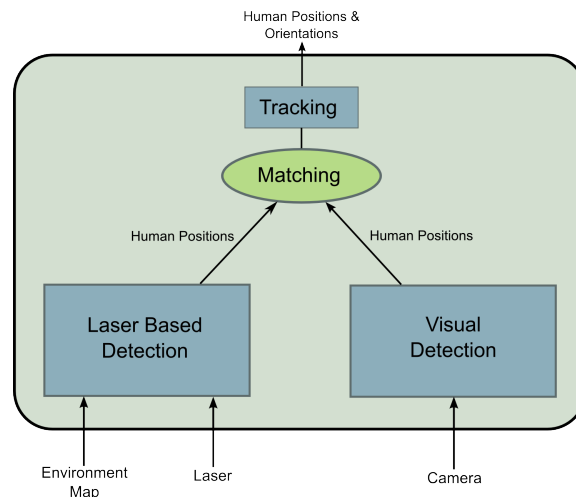 Human Positions &
Orientations
Tracking
Matching
Human Positions
Human Positions
Laser Based
Detection
Visual
Detection
Environment
Map
Laser
Camera